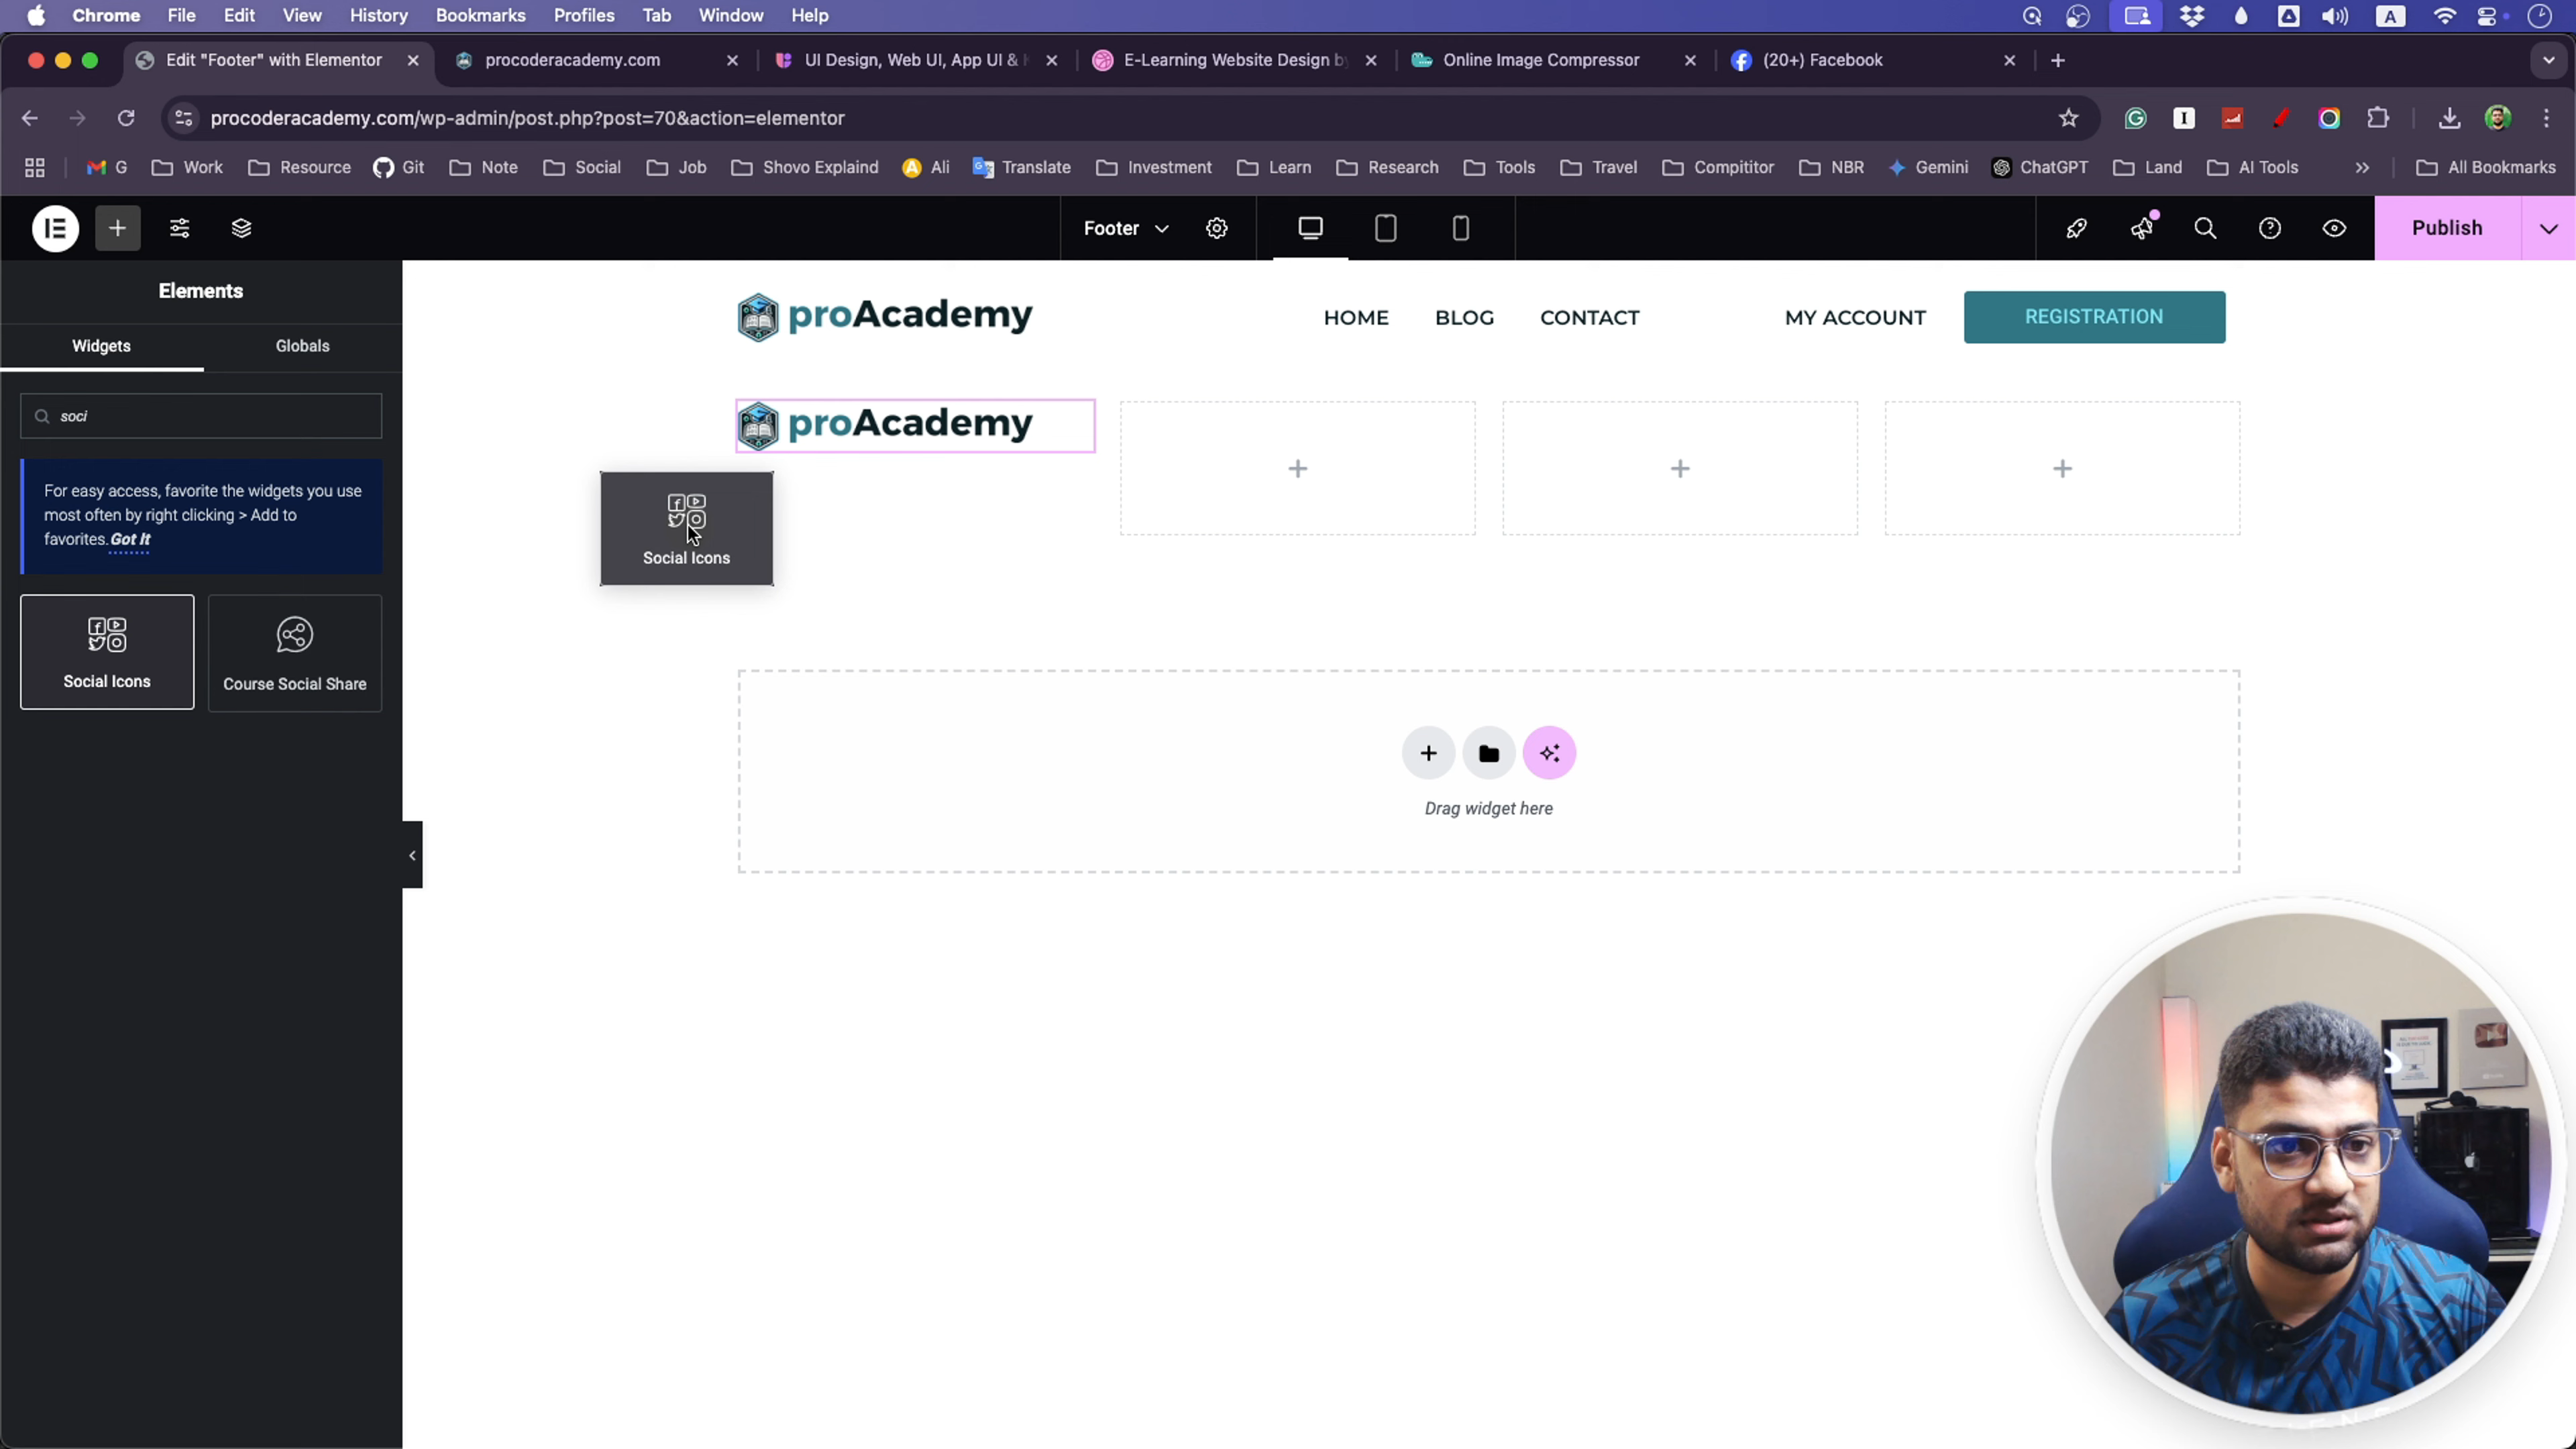 Chrome File Edit View History Bookmarks Profiles Tab Window Help
A
Edit "Footer" with Elementor
procoderacademy.com
UI Design, Web UI, App UI &
E-Learning Website Design by
Online Image Compressor
(20+) Facebook
procoderacademy.com/wp-admin/post.php?post=70&action=elementor
G Work Resource Git Note Social Job Shovo Explaind Ali Translate Investment Learn Research Tools Travel Compititor NBR Gemini ChatGPT Land AI Tools » All Bookmarks
Footer
Publish
Elements
Widgets Globals
soci
For easy access, favorite the widgets you use
most often by right clicking > Add to
favorites. Got It
Social Icons
Course Social Share
proAcademy
HOME BLOG CONTACT MY ACCOUNT REGISTRATION
proAcademy
Social Icons
Drag widget here